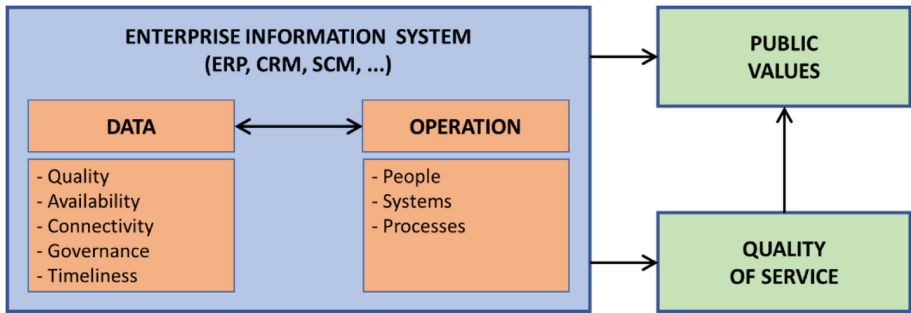 ENTERPRISE INFORMATION SYSTEM
(ERP, CRM, SCM, ...)
DATA
- Quality
- Availability
- Connectivity
- Governance
- Timeliness
OPERATION
- People
- Systems
- Processes
PUBLIC
VALUES
QUALITY
OF SERVICE